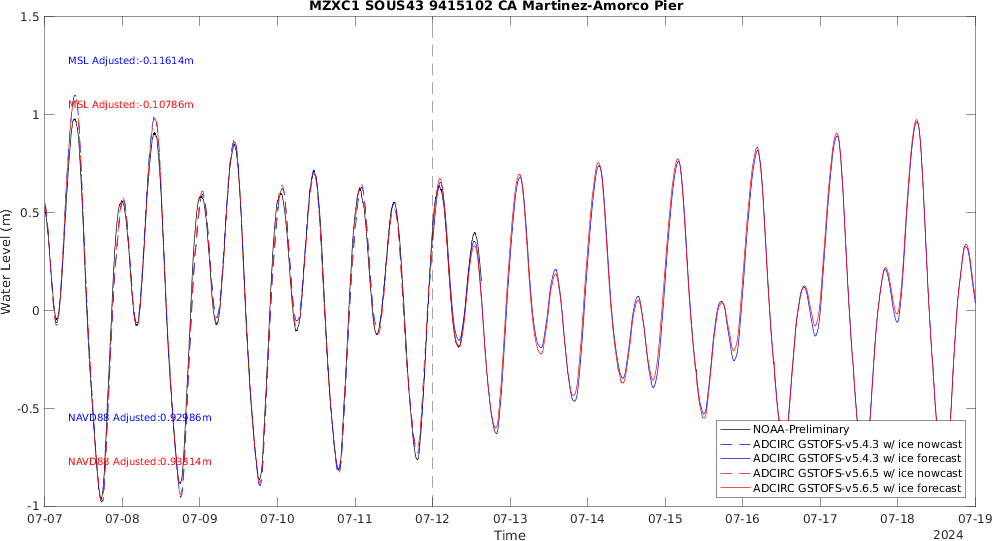 MZXC1 SOUS43 9415102 CA Martinez-Amorco Pier
1.5
1
0.5
0
-0.5
-1
Water Level (m)
MSL Adjusted:-0.11614m
MSL Adjusted:-0.10786m
NAVD88 Adjusted:0.92986m
NAVD88 Adjusted:0.93814m
NOAA-Preliminary
ADCIRC GSTOFS-v5.4.3 w/ ice nowcast
ADCIRC GSTOFS-v5.4.3 w/ ice forecast
ADCIRC GSTOFS-v5.6.5 w/ ice nowcast
ADCIRC GSTOFS-v5.6.5 w/ ice forecast
07-07 07-08 07-09 07-10 07-11 07-12 07-13 07-14 07-15 07-16 07-17 07-18 07-19
Time
2024